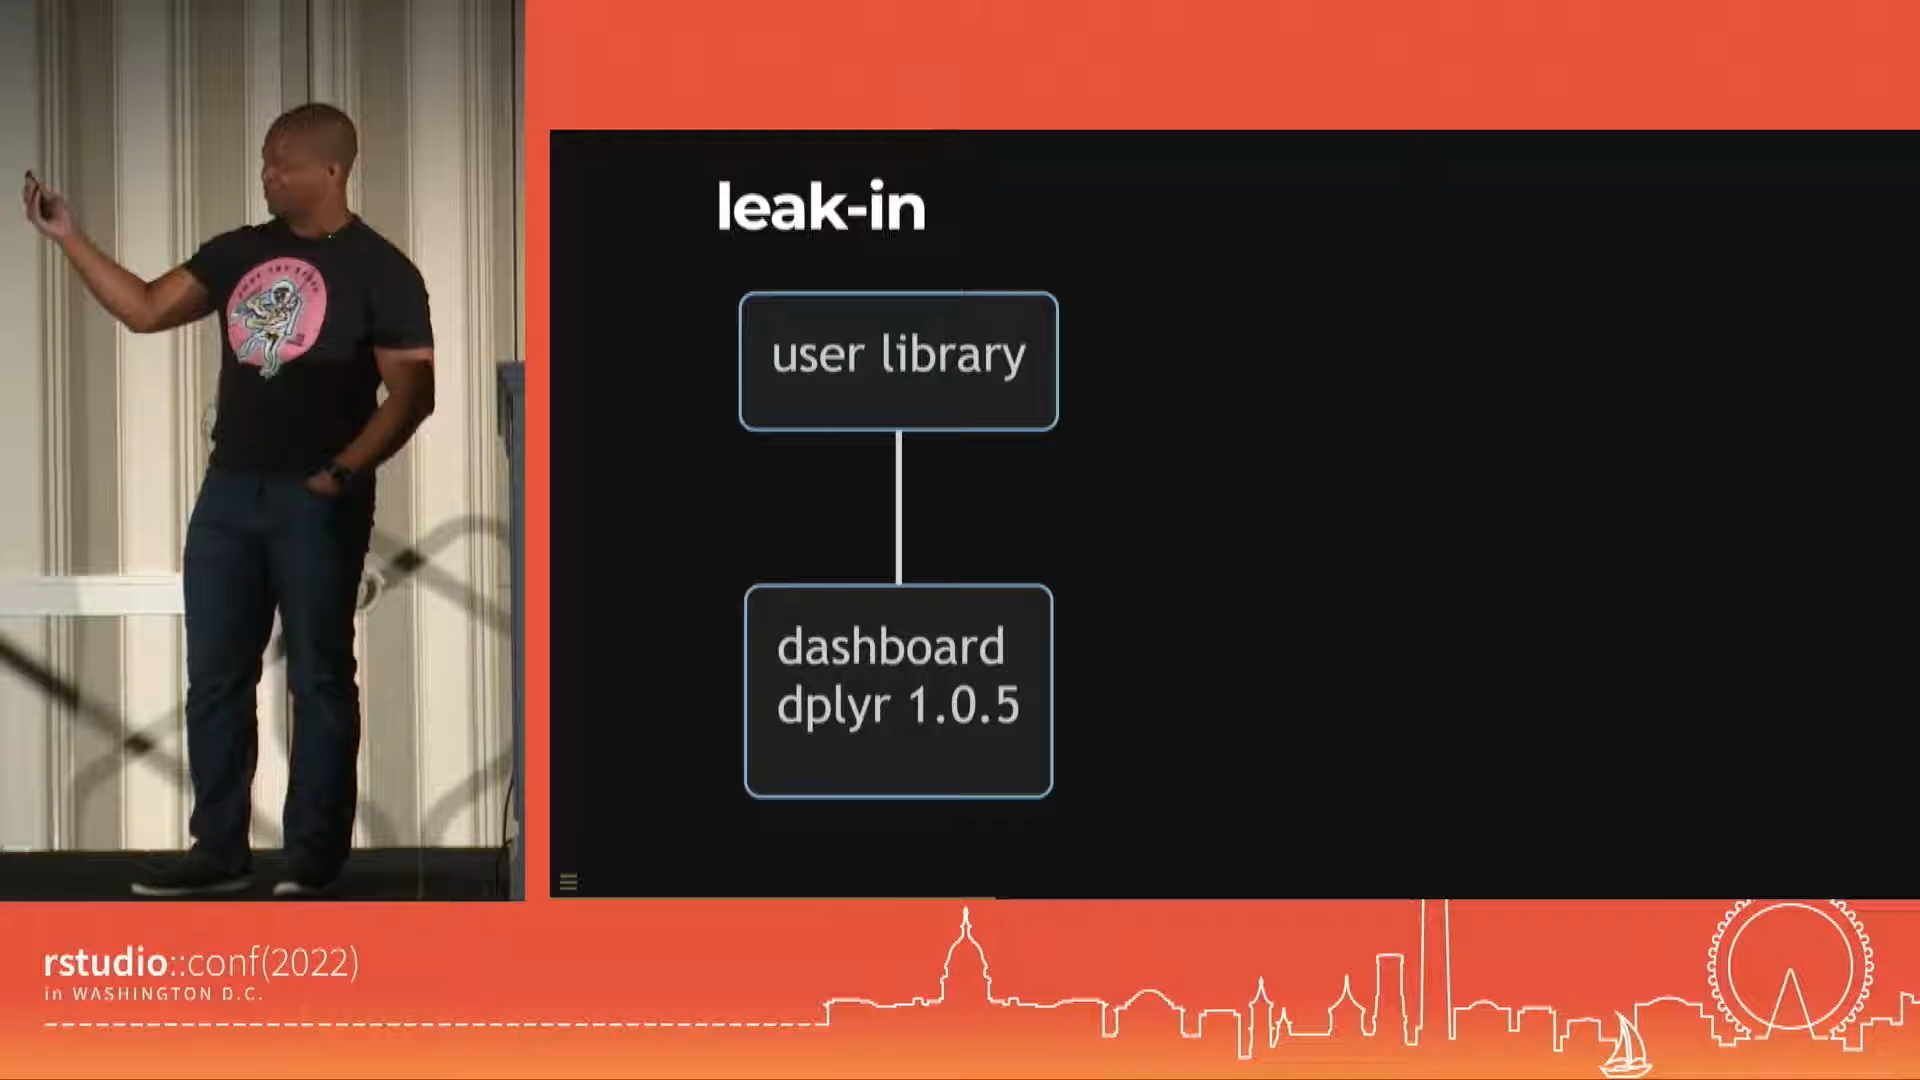 leak-in
user library
dashboard
dplyr 1.0.5
rstudio::conf(2022)
in WASHINGTON D.C.